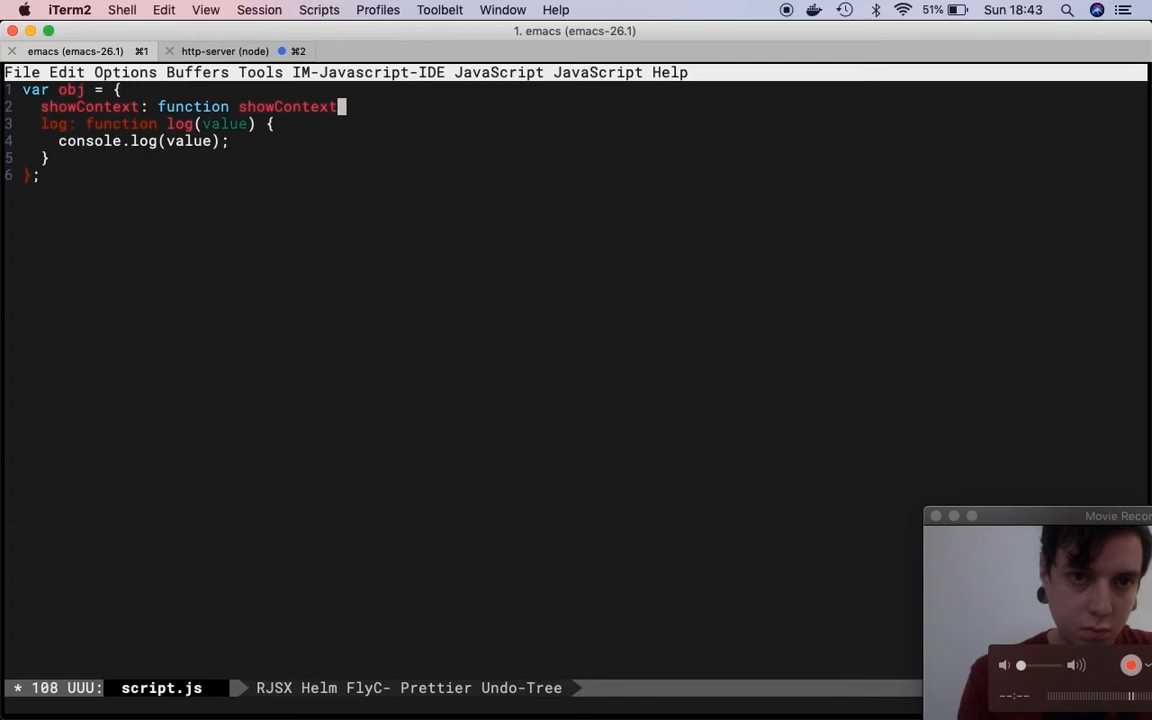 iTerm2 Shell Edit View Session Scripts Profiles Toolbelt Window Help 51% Sun 18:43
1. emacs (emacs-26.1)
emacs (emacs-26.1) ⌘1 http-server (node) ⌘2
File Edit Options Buffers Tools IM-Javascript-IDE JavaScript JavaScript Help
1 var obj = {
2 showContext: function showContext
3 log: function log(value) {
4 console.log(value);
5 }
6 };
Movie Recor
--:--
* 108 UUU: script.js RJSX Helm FlyC- Prettier Undo-Tree